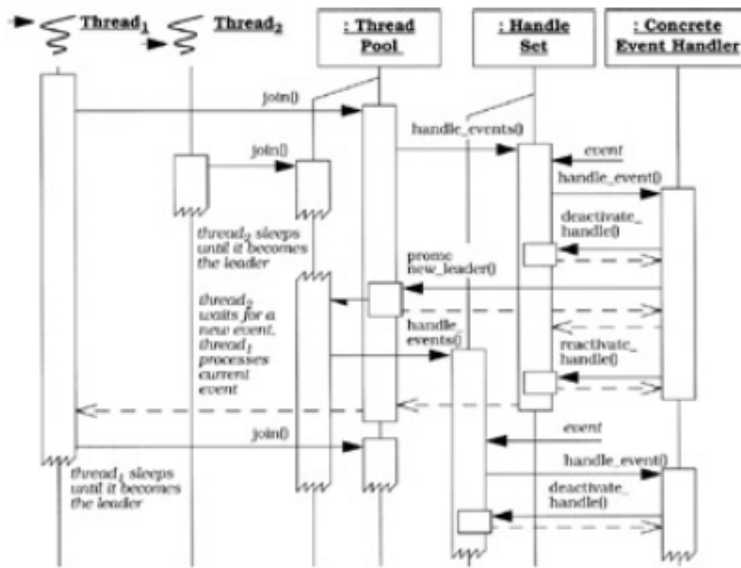 Thread1
Thread2
: Thread
Pool
: Handle
Set
: Concrete
Event Handler
join()
handle_events()
event
join()
handle_event()
deactivate_
handle()
thread2 sleeps
until it becomes
the leader
promo
new_leader()
thread2
waits for a
new event.
thread1
processes
current
event
handle_
events()
reactivate_
handle()
join()
event
handle_event()
thread1 sleeps
until it becomes
the leader
deactivate_
handle()